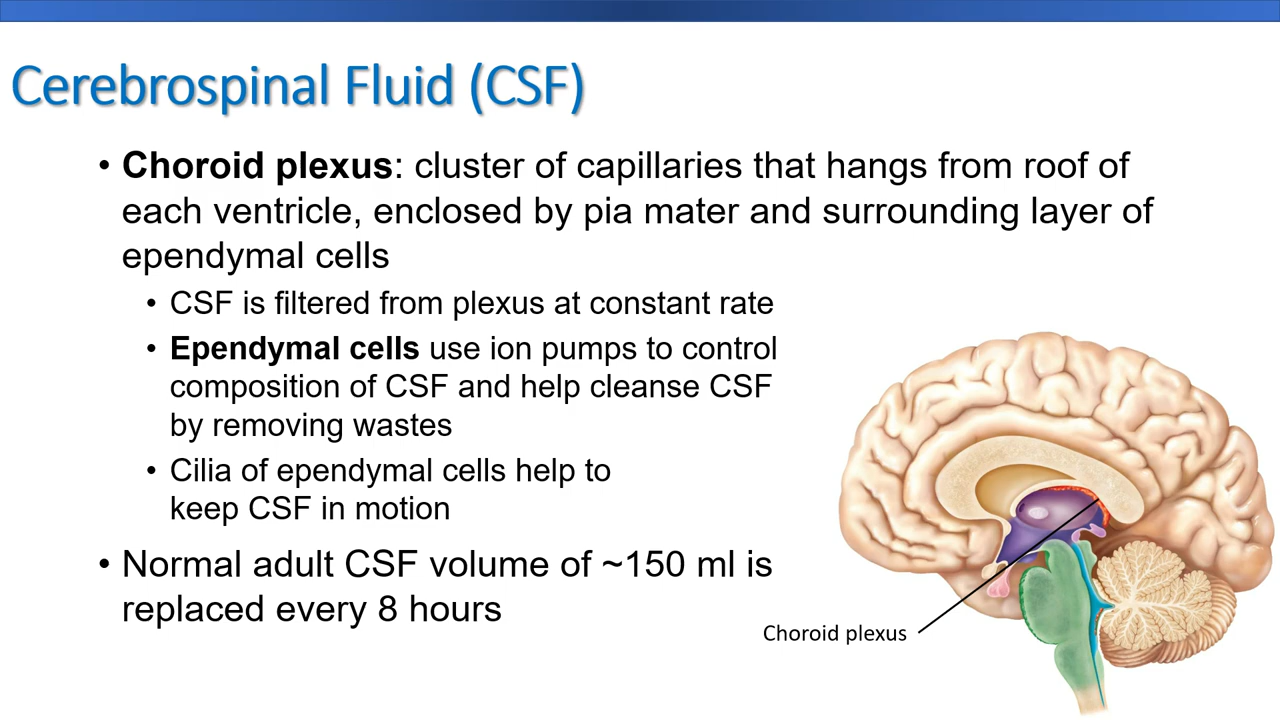 Cerebrospinal Fluid (CSF)
• Choroid plexus: cluster of capillaries that hangs from roof of
each ventricle, enclosed by pia mater and surrounding layer of
ependymal cells
• CSF is filtered from plexus at constant rate
• Ependymal cells use ion pumps to control
composition of CSF and help cleanse CSF
by removing wastes
• Cilia of ependymal cells help to
keep CSF in motion
• Normal adult CSF volume of ~150 ml is
replaced every 8 hours
Choroid plexus